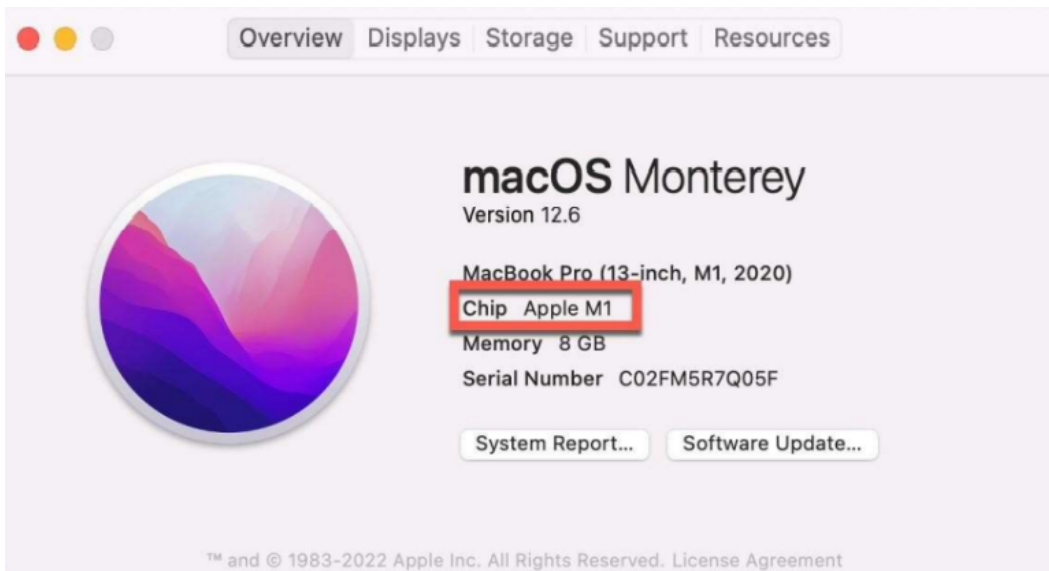 Overview Displays Storage Support Resources
macOS Monterey
Version 12.6
MacBook Pro (13-inch, M1, 2020)
Chip Apple M1
Memory 8 GB
Serial Number C02FM5R7Q05F
System Report... Software Update...
™ and © 1983-2022 Apple Inc. All Rights Reserved. License Agreement